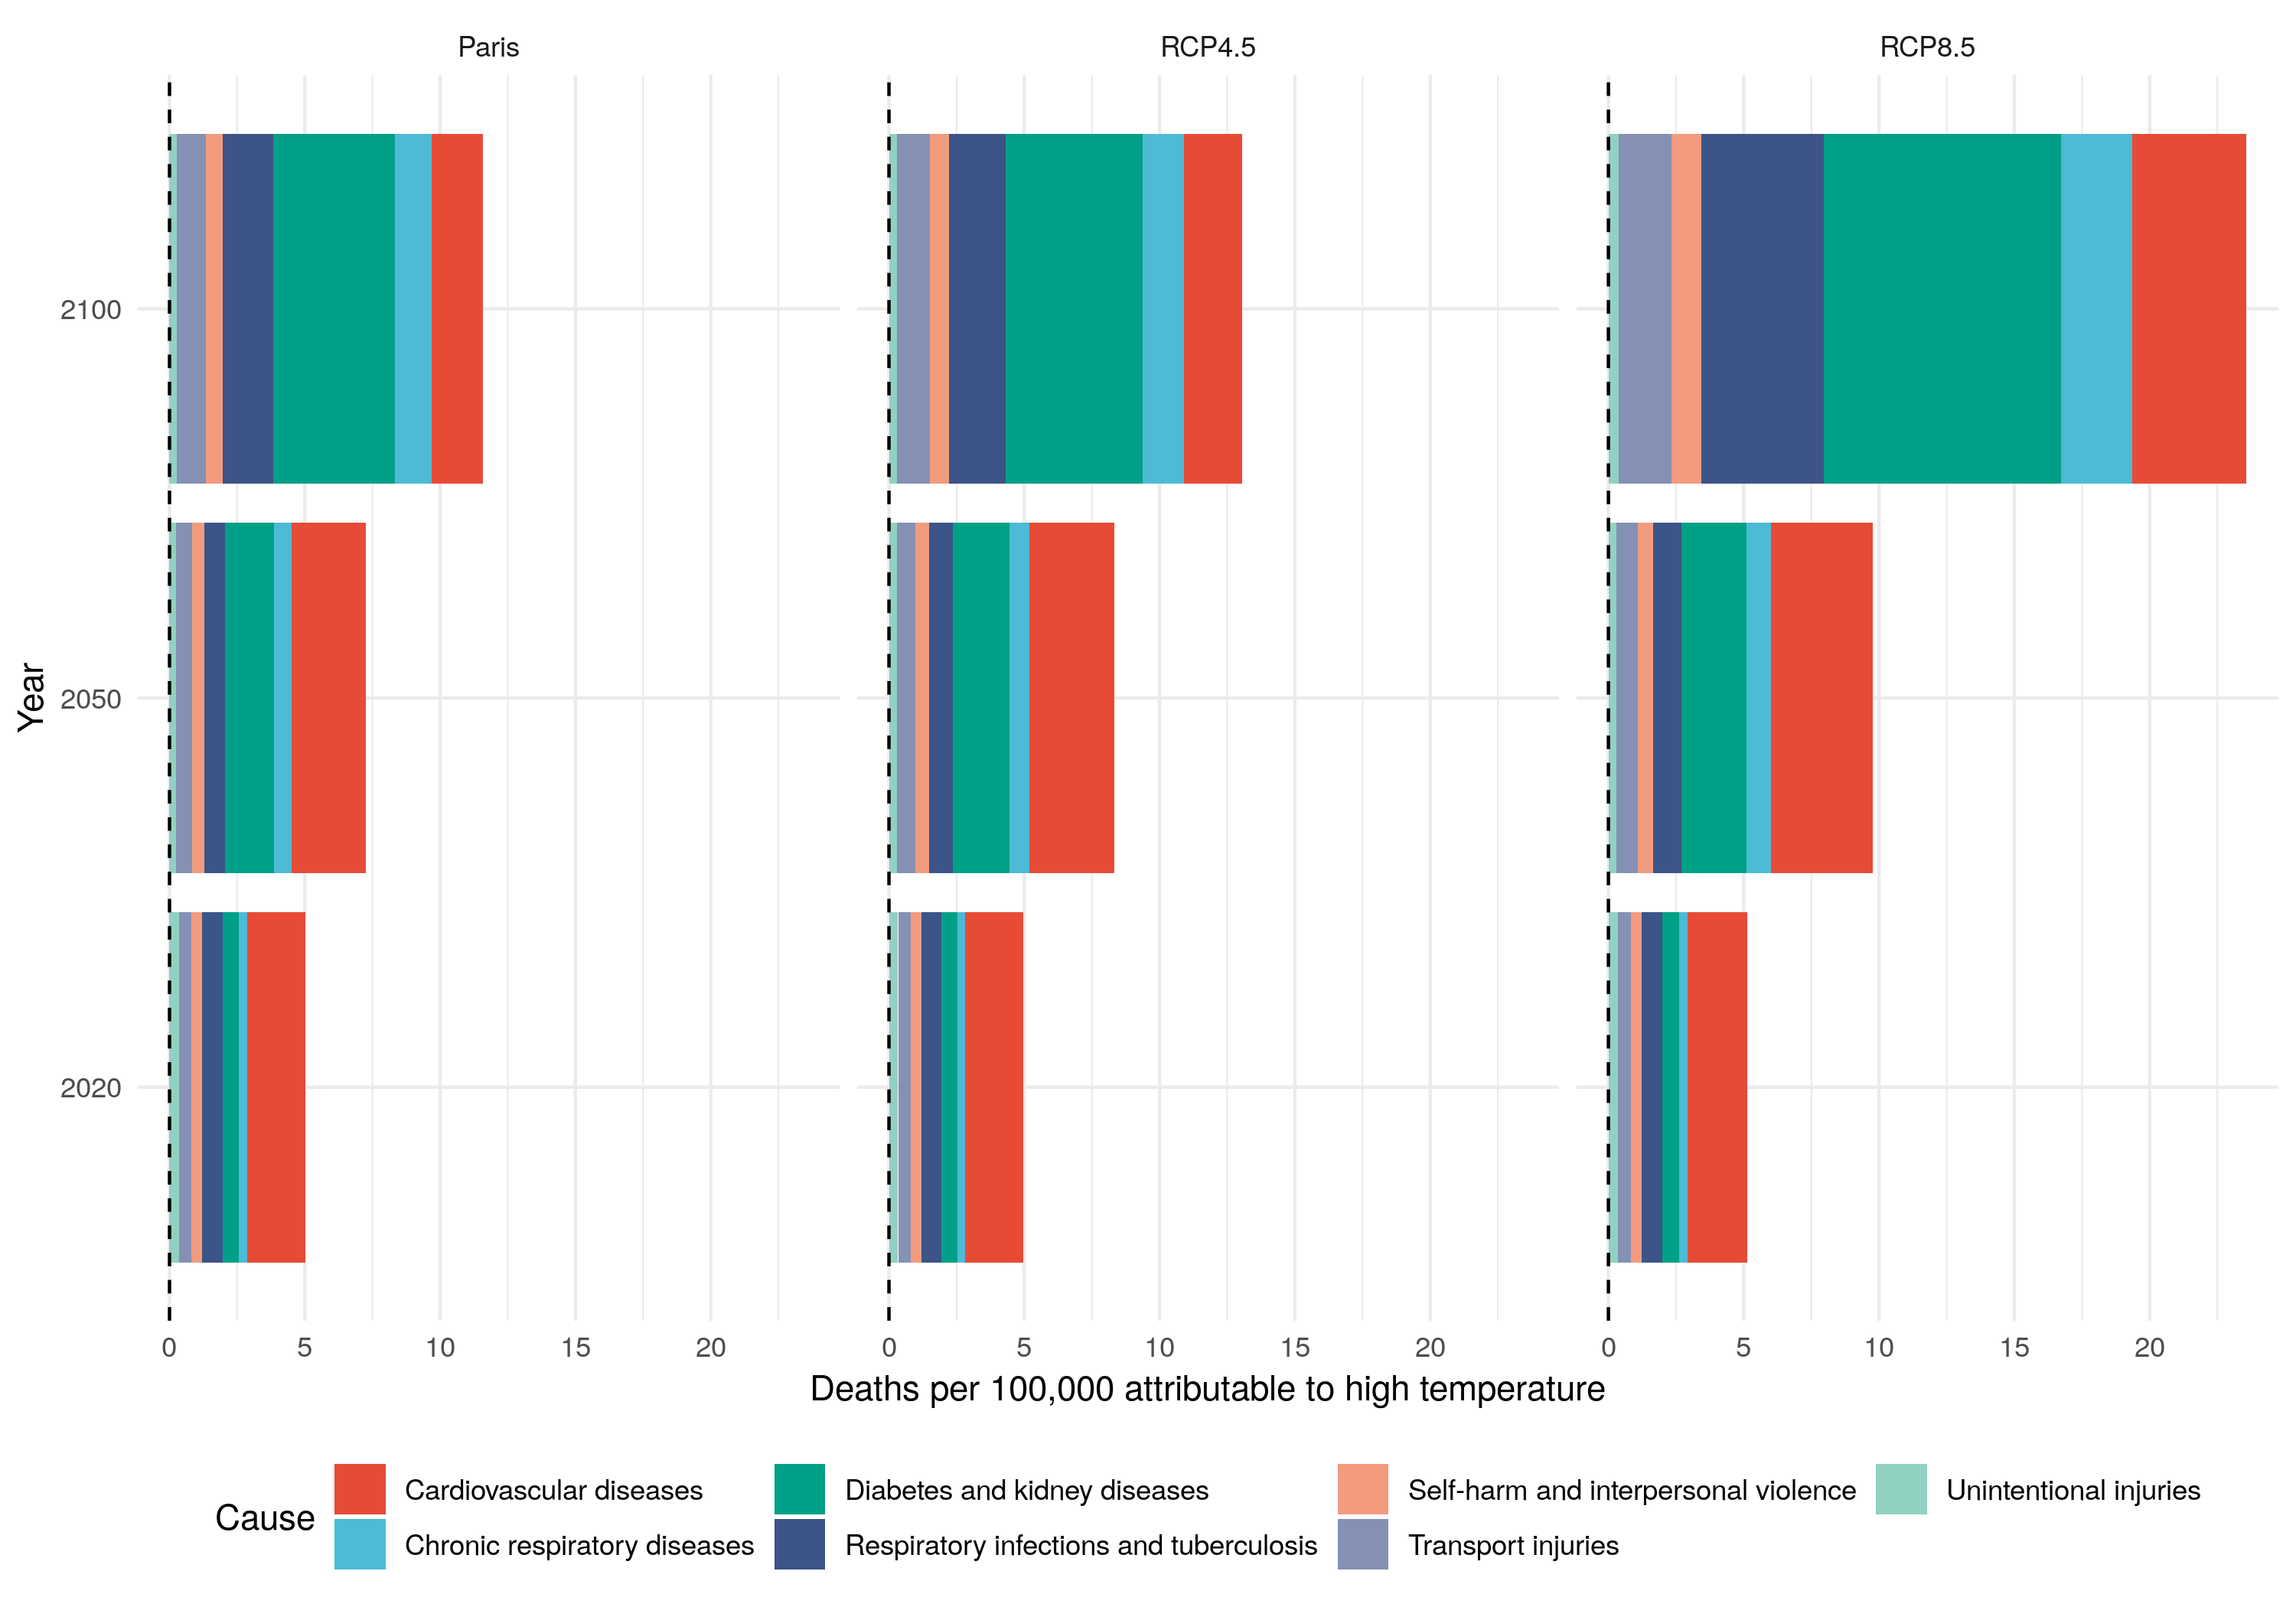 Paris
RCP4.5
RCP8.5
Year
2100
2050
2020
0 5 10 15 20
0 5 10 15 20
0 5 10 15 20
Deaths per 100,000 attributable to high temperature
Cause
Cardiovascular diseases
Chronic respiratory diseases
Diabetes and kidney diseases
Respiratory infections and tuberculosis
Self-harm and interpersonal violence
Transport injuries
Unintentional injuries